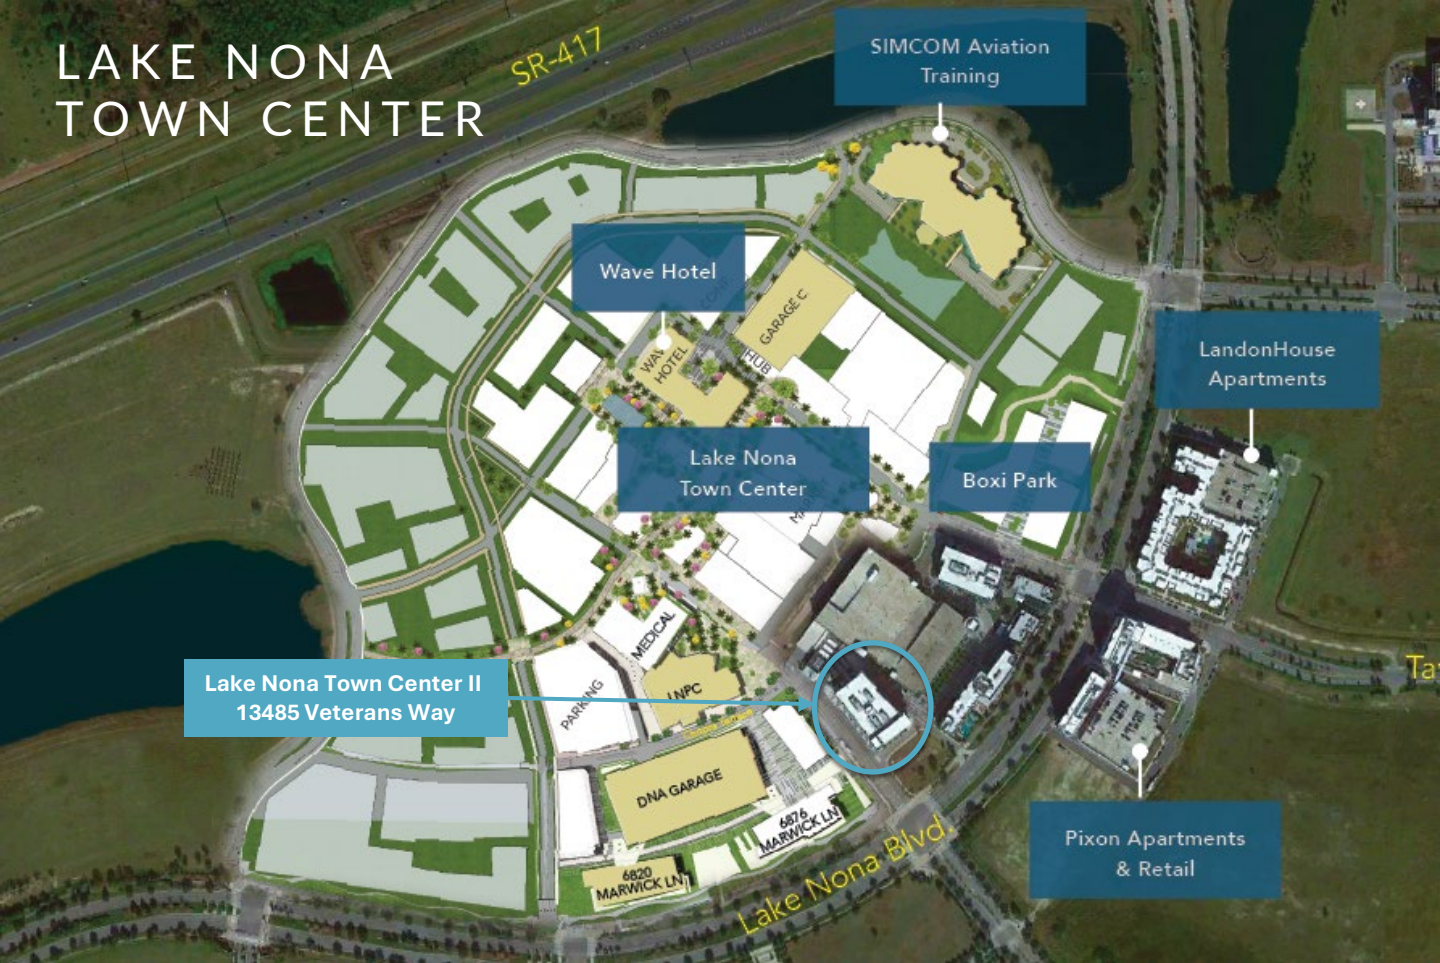 LAKE NONA
TOWN CENTER
SR-417
SIMCOM Aviation
Training
Wave Hotel
GARAGE C
WAVE
HOTEL
HUB
LandonHouse
Apartments
Lake Nona
Town Center
Boxi Park
MEDICAL
Lake Nona Town Center II
13485 Veterans Way
PARKING
LNPC
DNA GARAGE
6876
MARWICK LN
6820
MARWICK LN
Lake Nona Blvd.
Pixon Apartments
& Retail
Ta